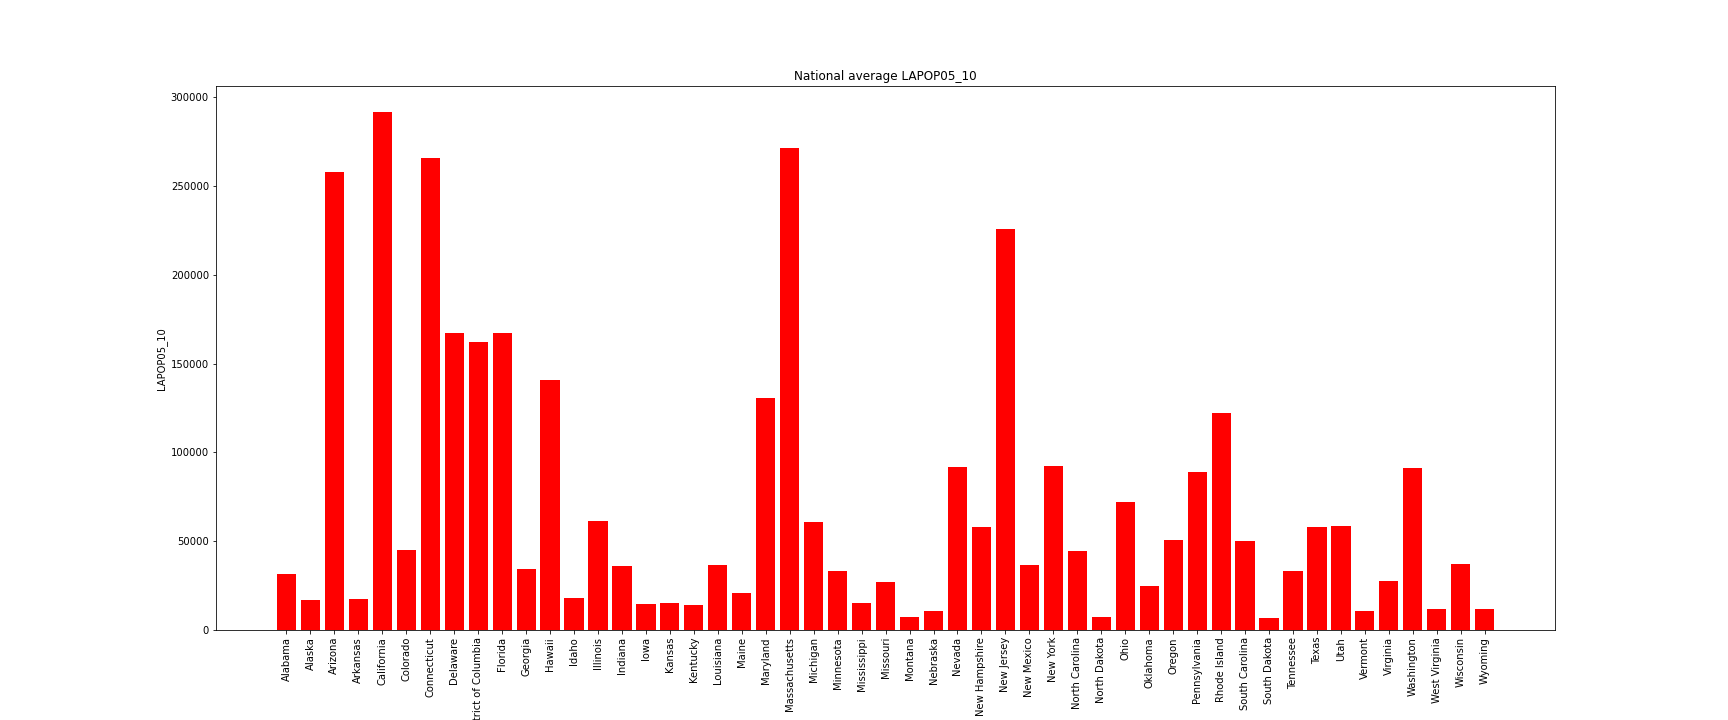 National average LAPOP05_10
LAPOP05_10
300000
250000
200000
150000
100000
50000
0
Alabama
Alaska
Arizona
Arkansas
California
Colorado
Connecticut
Delaware
trict of Columbia
Florida
Georgia
Hawaii
Idaho
Illinois
Indiana
Iowa
Kansas
Kentucky
Louisiana
Maine
Maryland
Massachusetts
Michigan
Minnesota
Mississippi
Missouri
Montana
Nebraska
Nevada
New Hampshire
New Jersey
New Mexico
New York
North Carolina
North Dakota
Ohio
Oklahoma
Oregon
Pennsylvania
Rhode Island
South Carolina
South Dakota
Tennessee
Texas
Utah
Vermont
Virginia
Washington
West Virginia
Wisconsin
Wyoming